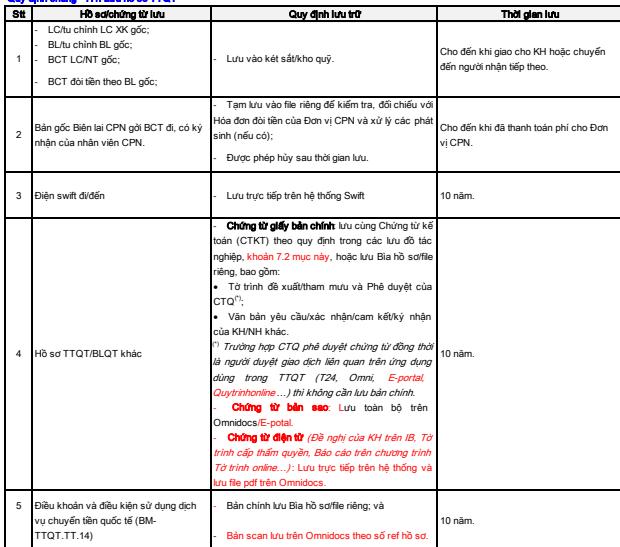 Quy định chung - TTT Lưu hồ sơ TTQT
Stt Hồ sơ/chứng từ lưu Quy định lưu trữ Thời gian lưu
1
- LC/tu chỉnh LC XK gốc;
- BL/tu chỉnh BL gốc;
- BCT LC/NT gốc;
- BCT đòi tiền theo BL gốc;
- Lưu vào két sắt/kho quỹ.
Cho đến khi giao cho KH hoặc chuyển
đến người nhận tiếp theo.
2
Bản gốc Biên lai CPN gởi BCT đi, có ký
nhận của nhân viên CPN.
- Tạm lưu vào file riêng để kiểm tra, đối chiếu với
Hóa đơn đòi tiền của Đơn vị CPN và xử lý các phát
sinh (nếu có);
- Được phép hủy sau thời gian lưu.
Cho đến khi đã thanh toán phí cho Đơn
vị CPN.
3
Điện swift đi/đến
- Lưu trực tiếp trên hệ thống Swift
10 năm.
4
Hồ sơ TTQT/BLQT khác
- Chứng từ giấy bản chính: lưu cùng Chứng từ kế
toán (CTKT) theo quy định trong các lưu đồ tác
nghiệp, khoản 7.2 mục này, hoặc lưu Bìa hồ sơ/file
riêng, bao gồm:
• Tờ trình đề xuất/tham mưu và Phê duyệt của
CTQ(*);
• Văn bản yêu cầu/xác nhận/cam kết/ký nhận
của KH/NH khác.
(*) Trường hợp CTQ phê duyệt chứng từ đồng thời
là người duyệt giao dịch liên quan trên ứng dụng
dùng trong TTQT (T24, Omni, E-portal,
Quytrinhonline…) thì không cần lưu bản chính.
- Chứng từ bản sao: Lưu toàn bộ trên
Omnidocs/E-potal.
- Chứng từ điện tử (Đề nghị của KH trên IB, Tờ
trình cấp thẩm quyền, Báo cáo trên chương trình
Tờ trình online…): Lưu trực tiếp trên hệ thống và
lưu file pdf trên Omnidocs.
10 năm.
5
Điều khoản và điều kiện sử dụng dịch
vụ chuyển tiền quốc tế (BM-
TTQT.TT.14)
- Bản chính lưu Bìa hồ sơ/file riêng; và
- Bản scan lưu trên Omnidocs theo số ref hồ sơ.
10 năm.